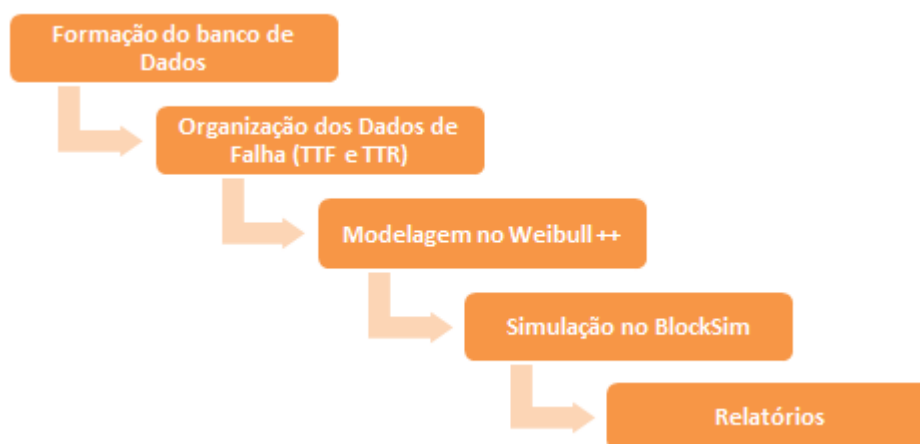 Formação do banco de
Dados
Organização dos Dados de
Falha (TTF e TTR)
Modelagem no Weibull ++
Simulação no BlockSim
Relatórios